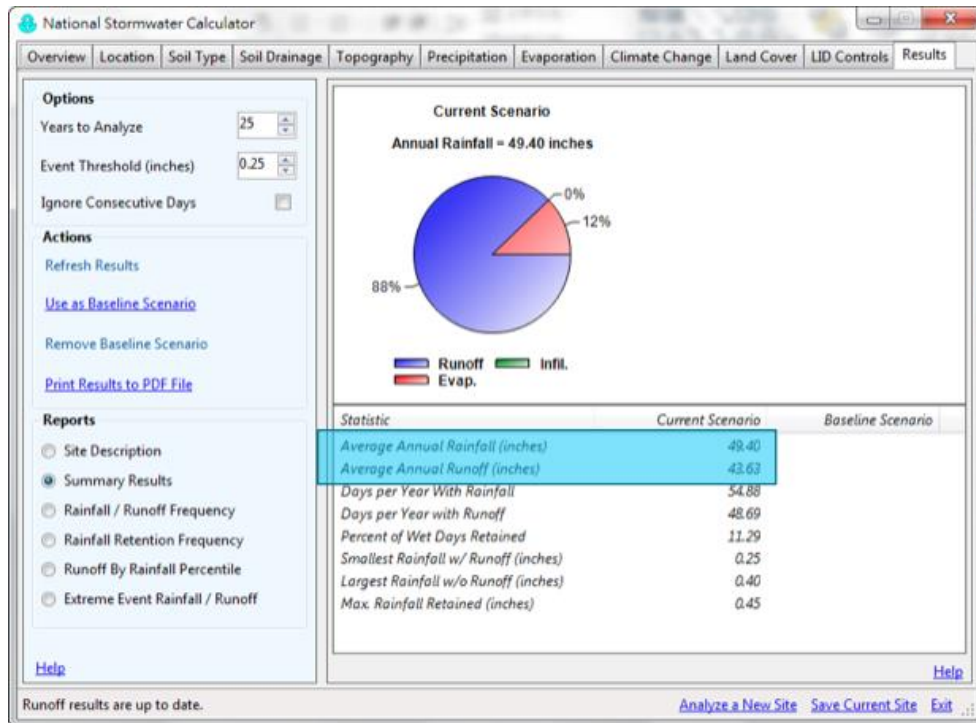 National Stormwater Calculator
Overview Location Soil Type Soil Drainage Topography Precipitation Evaporation Climate Change Land Cover LID Controls Results
Options
Years to Analyze 25
Event Threshold (inches) 0.25
Ignore Consecutive Days
Actions
Refresh Results
Use as Baseline Scenario
Remove Baseline Scenario
Print Results to PDF File
Reports
Site Description
Summary Results
Rainfall / Runoff Frequency
Rainfall Retention Frequency
Runoff By Rainfall Percentile
Extreme Event Rainfall / Runoff
Help
Current Scenario
Annual Rainfall = 49.40 inches
0%
12%
88%
Runoff Infil.
Evap.
Statistic Current Scenario Baseline Scenario
Average Annual Rainfall (inches) 49.40
Average Annual Runoff (inches) 43.63
Days per Year With Rainfall 54.88
Days per Year with Runoff 48.69
Percent of Wet Days Retained 11.29
Smallest Rainfall w/ Runoff (inches) 0.25
Largest Rainfall w/o Runoff (inches) 0.40
Max. Rainfall Retained (inches) 0.45
Help
Runoff results are up to date. Analyze a New Site Save Current Site Exit